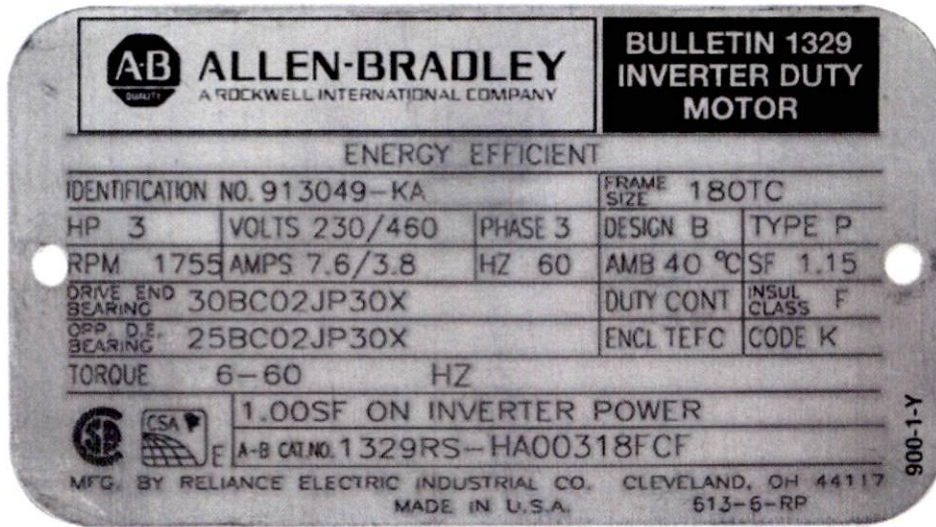 A-B
QUALITY
ALLEN-BRADLEY
A ROCKWELL INTERNATIONAL COMPANY
BULLETIN 1329
INVERTER DUTY
MOTOR
ENERGY EFFICIENT
IDENTIFICATION NO. 913049-KA FRAME SIZE 180TC
HP 3 VOLTS 230/460 PHASE 3 DESIGN B TYPE P
RPM 1755 AMPS 7.6/3.8 HZ 60 AMB 40 °C SF 1.15
DRIVE END BEARING 30BC02JP30X DUTY CONT INSUL CLASS F
OPP. D.E. BEARING 25BC02JP30X ENCL TEFC CODE K
TORQUE 6-60 HZ
1.00SF ON INVERTER POWER
CSA E A-B CAT.NO. 1329RS-HA00318FCF
900-1-Y
MFG. BY RELIANCE ELECTRIC INDUSTRIAL CO. CLEVELAND, OH 44117
MADE IN U.S.A. 613-6-RP